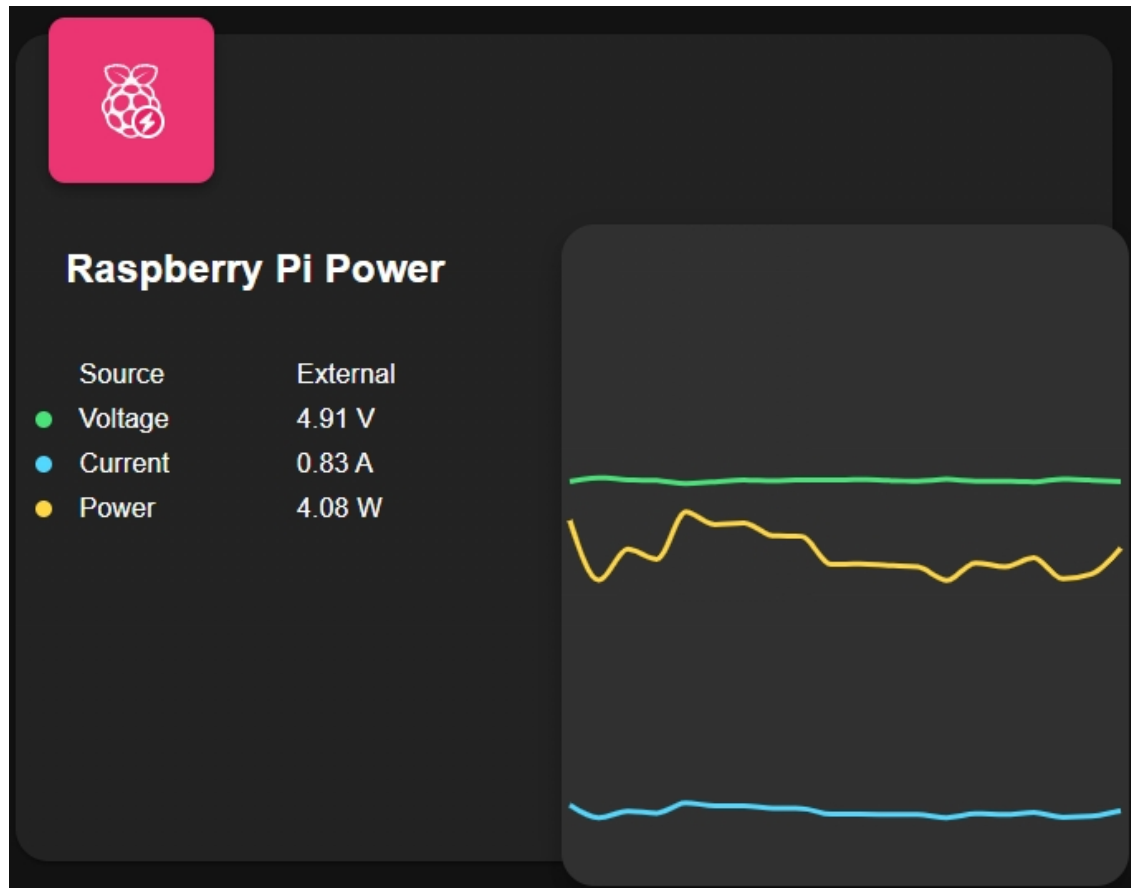 Raspberry Pi Power
Source External
Voltage 4.91 V
Current 0.83 A
Power 4.08 W